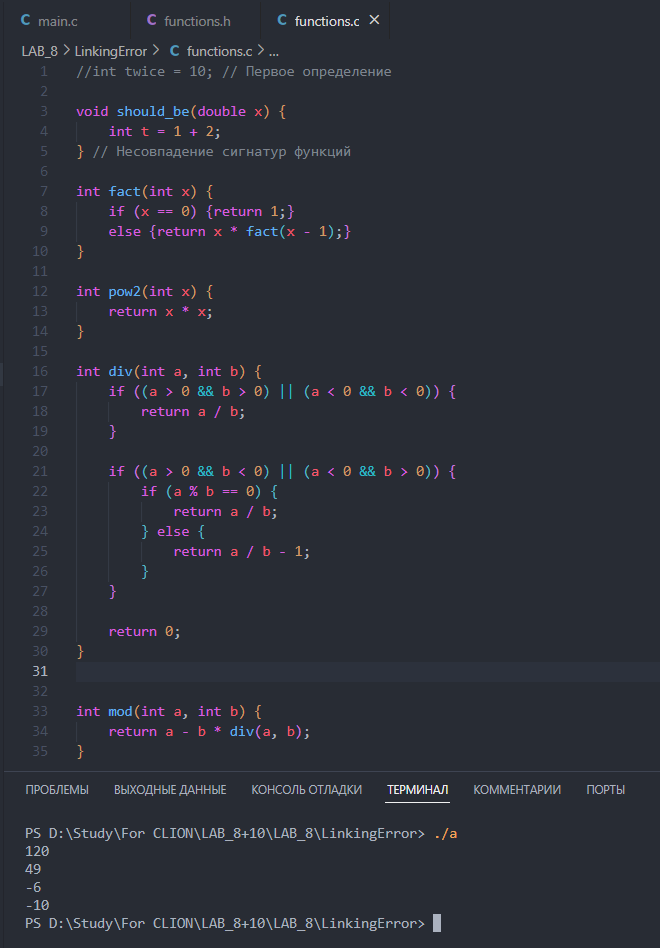 C main.c C functions.h C functions.c ✕
LAB_8 > LinkingError > C functions.c > ...
1 //int twice = 10; // Первое определение
2
3 void should_be(double x) {
4     int t = 1 + 2;
5 } // Несовпадение сигнатур функций
6
7 int fact(int x) {
8     if (x == 0) {return 1;}
9     else {return x * fact(x - 1);}
10 }
11
12 int pow2(int x) {
13     return x * x;
14 }
15
16 int div(int a, int b) {
17     if ((a > 0 && b > 0) || (a < 0 && b < 0)) {
18         return a / b;
19     }
20
21     if ((a > 0 && b < 0) || (a < 0 && b > 0)) {
22         if (a % b == 0) {
23             return a / b;
24         } else {
25             return a / b - 1;
26         }
27     }
28
29     return 0;
30 }
31
32
33 int mod(int a, int b) {
34     return a - b * div(a, b);
35 }
ПРОБЛЕМЫ ВЫХОДНЫЕ ДАННЫЕ КОНСОЛЬ ОТЛАДКИ ТЕРМИНАЛ КОММЕНТАРИИ ПОРТЫ
PS D:\Study\For CLION\LAB_8+10\LAB_8\LinkingError> ./a
120
49
-6
-10
PS D:\Study\For CLION\LAB_8+10\LAB_8\LinkingError>